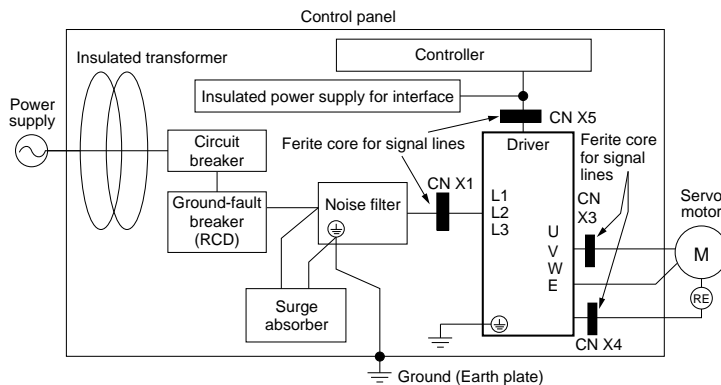 Control panel
Insulated transformer
Controller
Power
supply
Insulated power supply for interface
CN X5
Ferite core for signal lines
Ferite core
for signal
lines
Circuit
breaker
Driver
CN X1
CN
X3
Servo
motor
Ground-fault
breaker
(RCD)
Noise filter
L1
L2
L3
U
V
W
E
M
RE
Surge
absorber
CN X4
Ground (Earth plate)